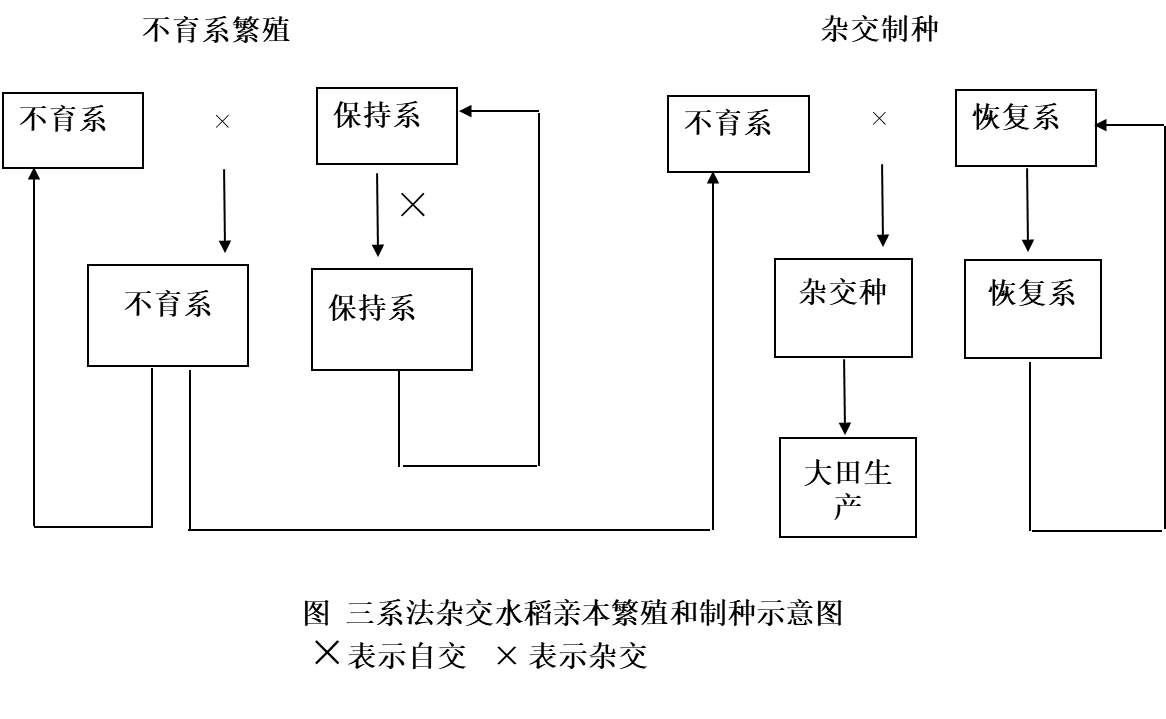 不育系繁殖
杂交制种
不育系
×
保持系
不育系
×
恢复系
×
不育系
保持系
杂交种
恢复系
大田生
产
图 三系法杂交水稻亲本繁殖和制种示意图
×表示自交 ×表示杂交